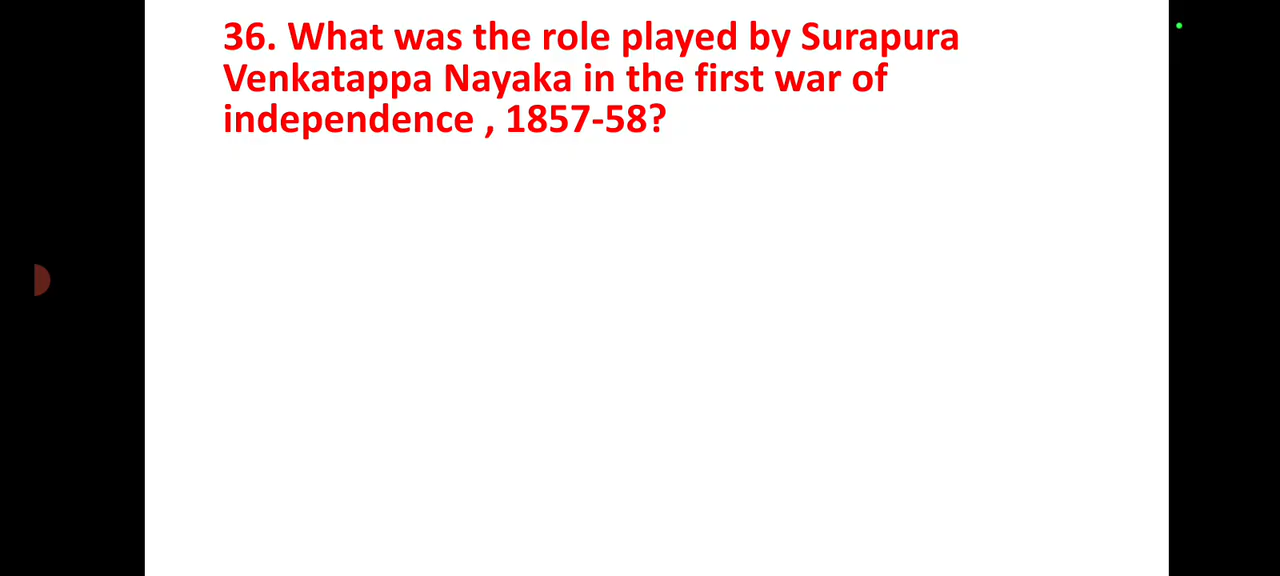 36. What was the role played by Surapura
Venkatappa Nayaka in the first war of
independence , 1857-58?